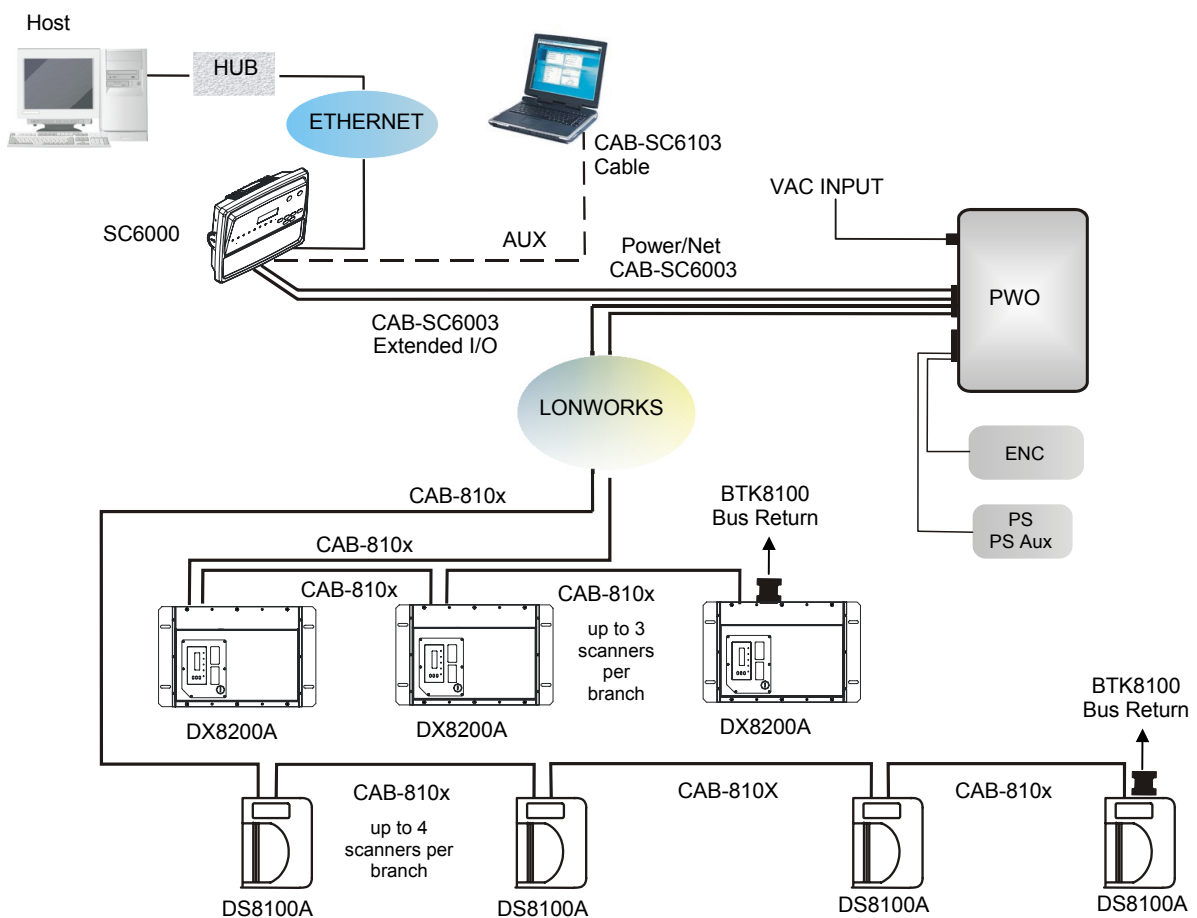 Host
HUB
ETHERNET
CAB-SC6103
Cable
VAC INPUT
SC6000
AUX
Power/Net
CAB-SC6003
PWO
CAB-SC6003
Extended I/O
LONWORKS
ENC
PS
PS Aux
CAB-810x
BTK8100
Bus Return
CAB-810x
CAB-810x
CAB-810x
up to 3
scanners
per
branch
DX8200A
DX8200A
DX8200A
BTK8100
Bus Return
CAB-810x
up to 4
scanners per
branch
CAB-810X
CAB-810x
DS8100A
DS8100A
DS8100A
DS8100A